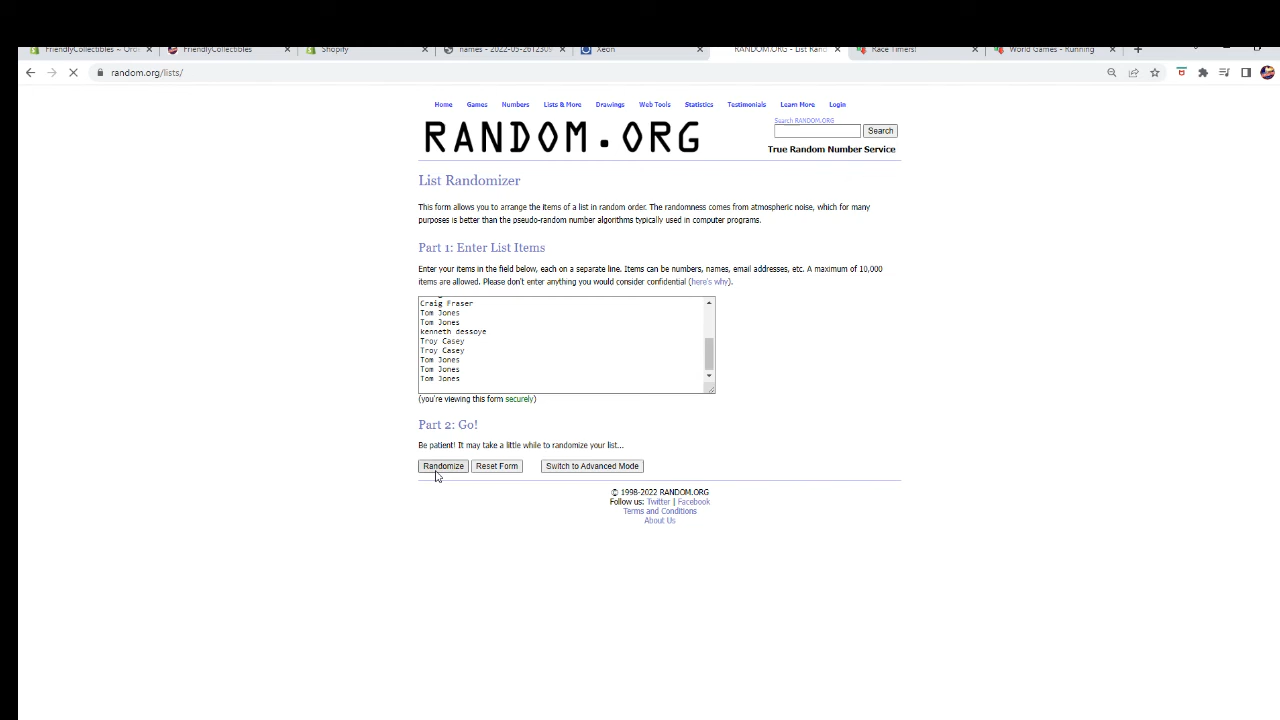 FriendlyCollectibles ~ Ord
FriendlyCollectibles
Shopify
names - 2022-05-26T2309
Xeon
RANDOM.ORG - List Rand
Race Timers!
World Games - Running
random.org/lists/
Home Games Numbers Lists & More Drawings Web Tools Statistics Testimonials Learn More Login
RANDOM.ORG
Search RANDOM.ORG
Search
True Random Number Service
List Randomizer
This form allows you to arrange the items of a list in random order. The randomness comes from atmospheric noise, which for many
purposes is better than the pseudo-random number algorithms typically used in computer programs.
Part 1: Enter List Items
Enter your items in the field below, each on a separate line. Items can be numbers, names, email addresses, etc. A maximum of 10,000
items are allowed. Please don't enter anything you would consider confidential (here's why).
Craig Fraser
Tom Jones
Tom Jones
kenneth dessoye
Troy Casey
Troy Casey
Tom Jones
Tom Jones
Tom Jones
(you're viewing this form securely)
Part 2: Go!
Be patient! It may take a little while to randomize your list...
Randomize Reset Form Switch to Advanced Mode
© 1998-2022 RANDOM.ORG
Follow us: Twitter | Facebook
Terms and Conditions
About Us